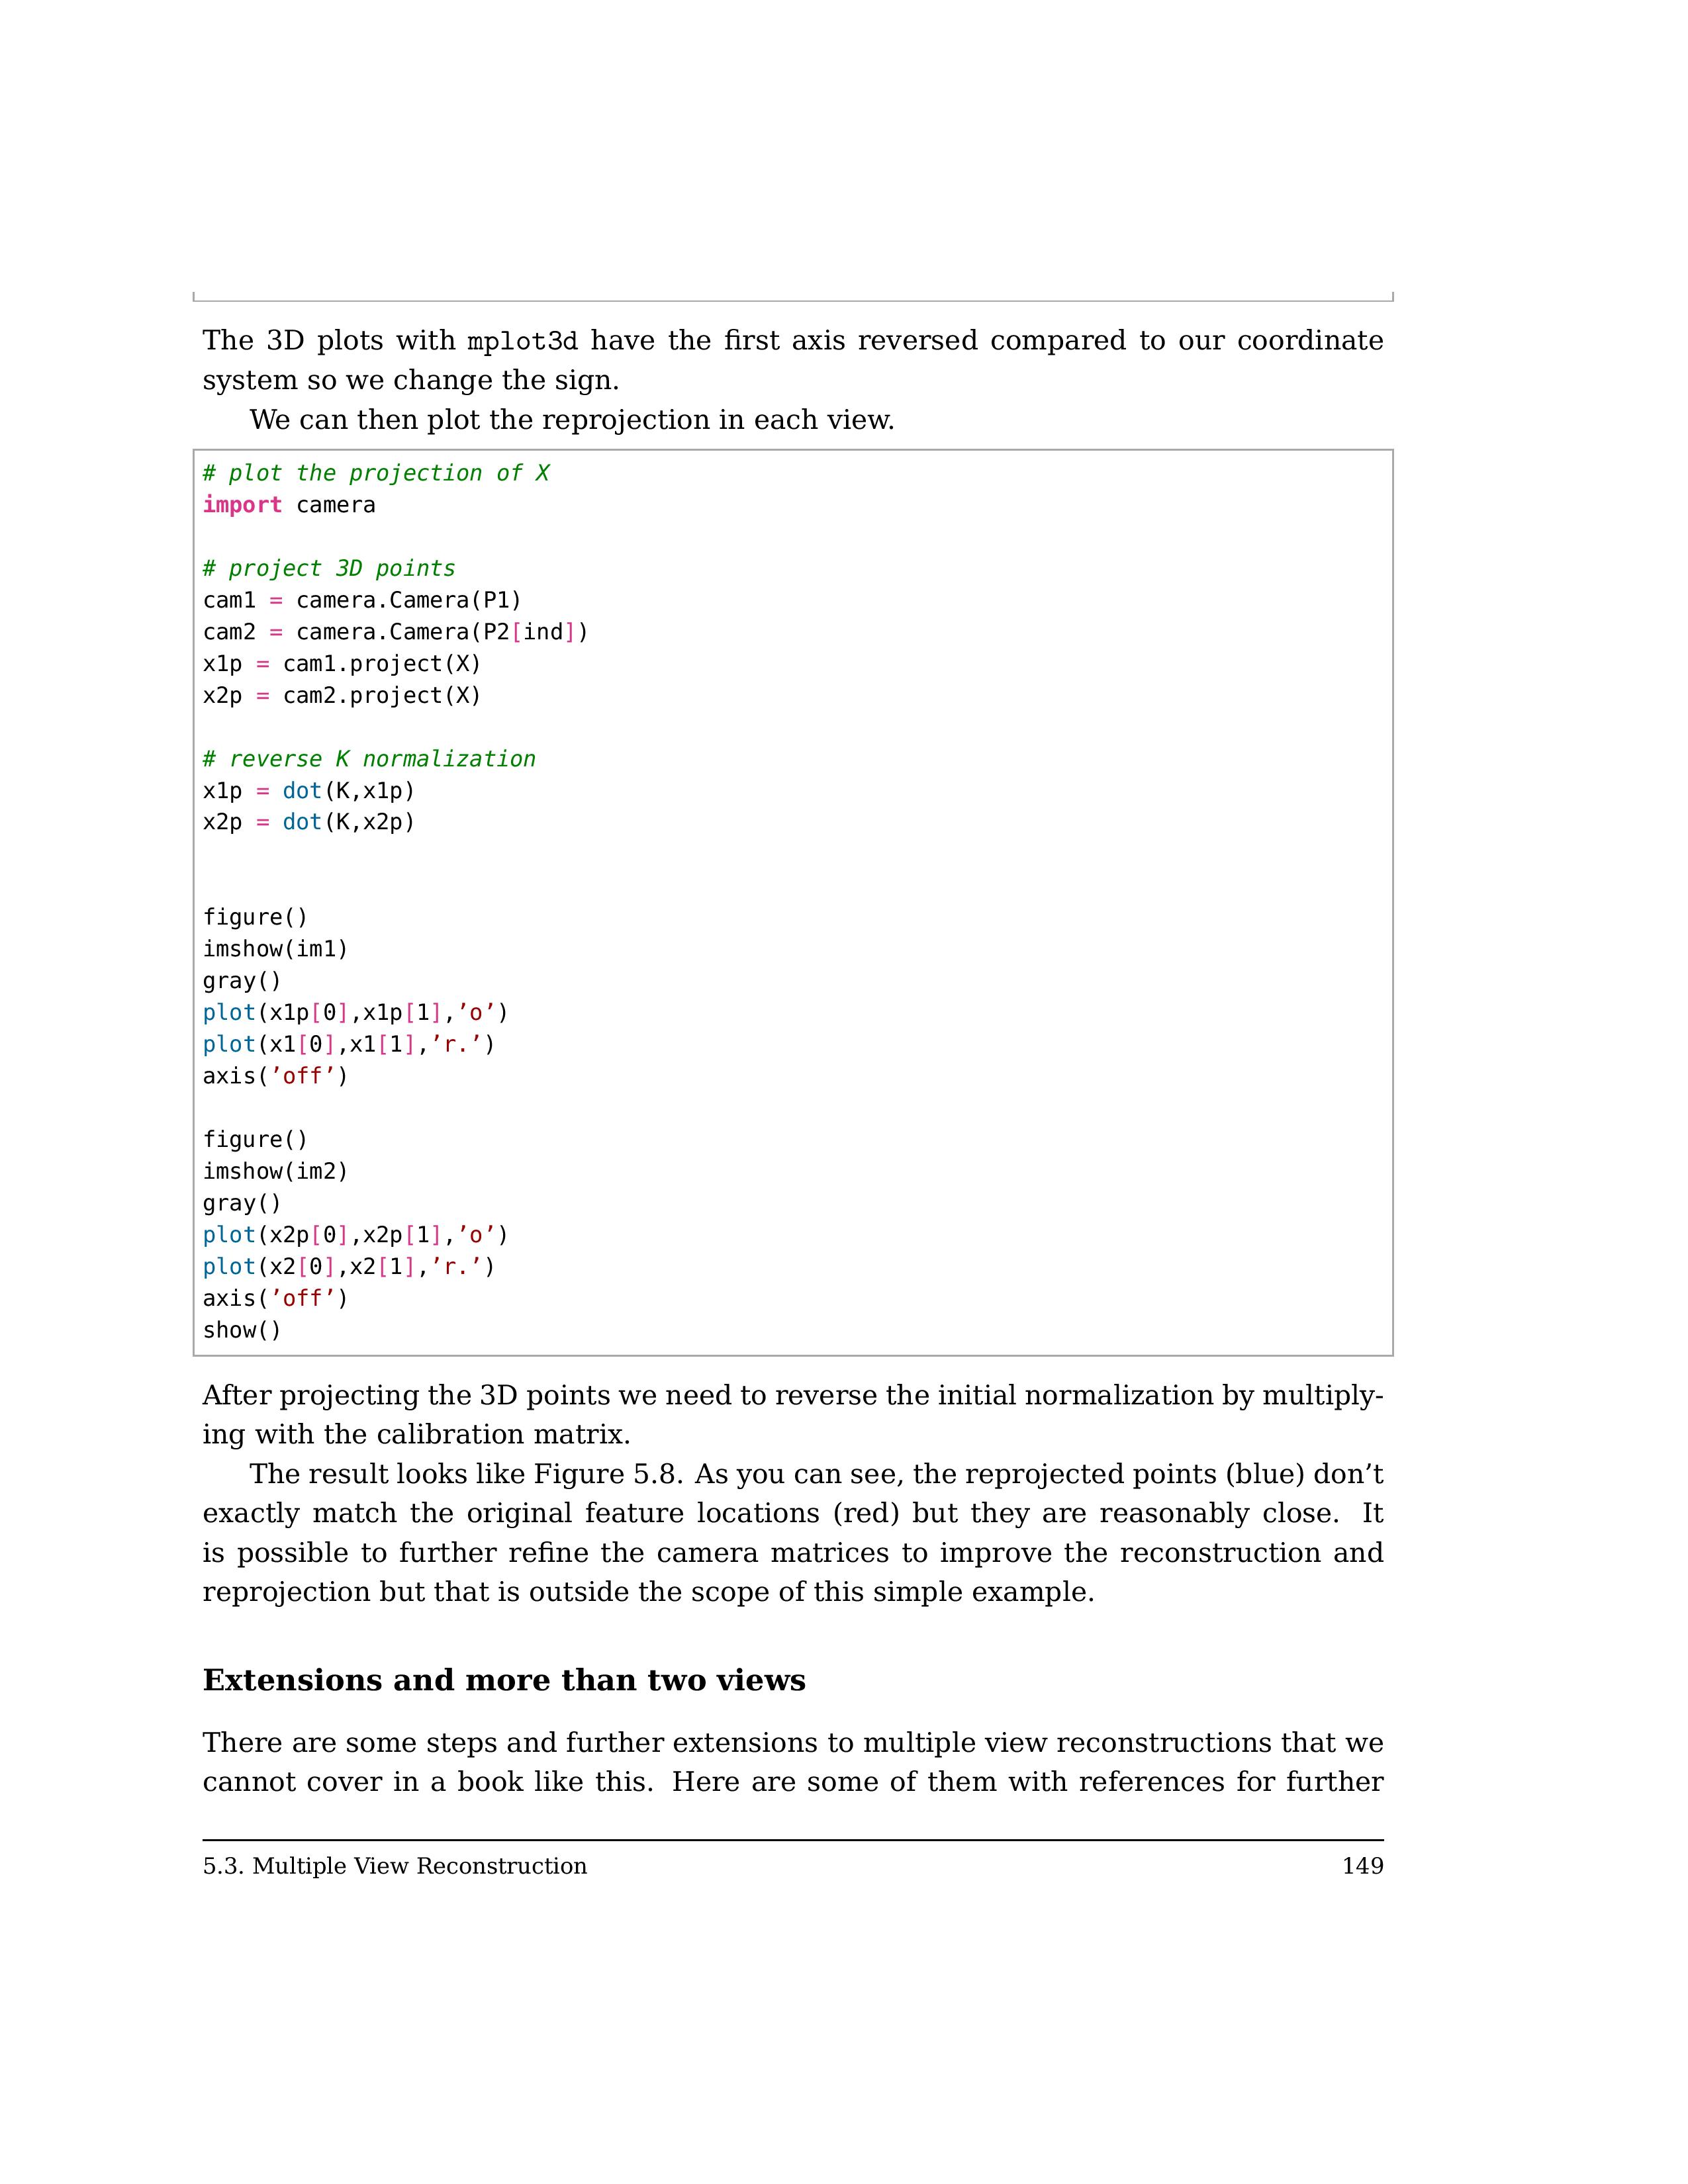 The 3D plots with mplot3d have the first axis reversed compared to our coordinate
system so we change the sign.
We can then plot the reprojection in each view.
# plot the projection of X
import camera
# project 3D points
cam1 = camera.Camera(P1)
cam2 = camera.Camera(P2[ind])
x1p = cam1.project(X)
x2p = cam2.project(X)
# reverse K normalization
x1p = dot(K,x1p)
x2p = dot(K,x2p)
figure()
imshow(im1)
gray()
plot(x1p[0],x1p[1],’o’)
plot(x1[0],x1[1],’r.’)
axis(’off’)
figure()
imshow(im2)
gray()
plot(x2p[0],x2p[1],’o’)
plot(x2[0],x2[1],’r.’)
axis(’off’)
show()
After projecting the 3D points we need to reverse the initial normalization by multiply-
ing with the calibration matrix.
The result looks like Figure 5.8. As you can see, the reprojected points (blue) don’t
exactly match the original feature locations (red) but they are reasonably close. It
is possible to further refine the camera matrices to improve the reconstruction and
reprojection but that is outside the scope of this simple example.
Extensions and more than two views
There are some steps and further extensions to multiple view reconstructions that we
cannot cover in a book like this. Here are some of them with references for further
5.3. Multiple View Reconstruction 149